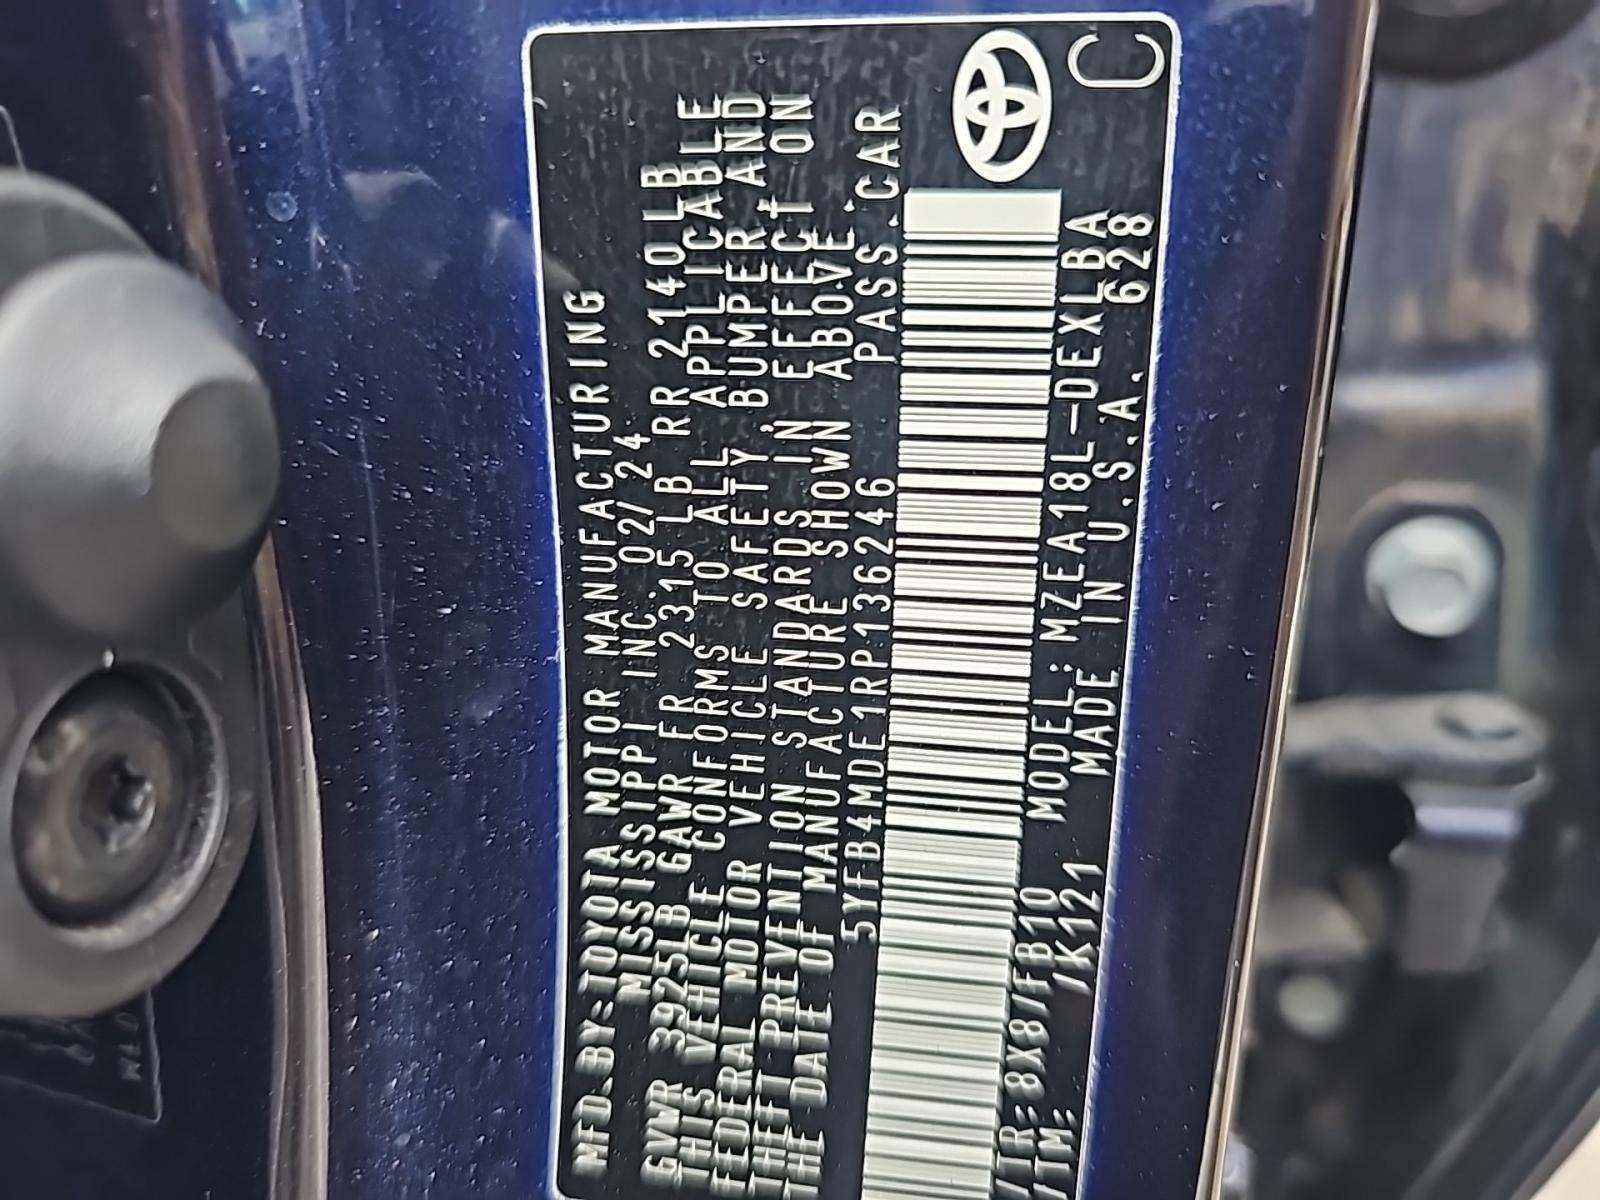 MFD.BY:TOYOTA MOTOR MANUFACTURING
MISSISSIPPI INC. 02/24
GVWR 3925LB GAWR FR 2315 LB RR 2140LB
THIS VEHICLE CONFORMS TO ALL APPLICABLE
FEDERAL MOTOR VEHICLE SAFETY, BUMPER, AND
THEFT PREVENTION STANDARDS IN EFFECT ON
THE DATE OF MANUFACTURE SHOWN ABOVE.
5YFB4MDE1RP136246 PASS.CAR
/TR:8X8/FB10 MODEL:MZEA18L-DEXLBA
/TM: /K121 MADE IN U.S.A. 628
C